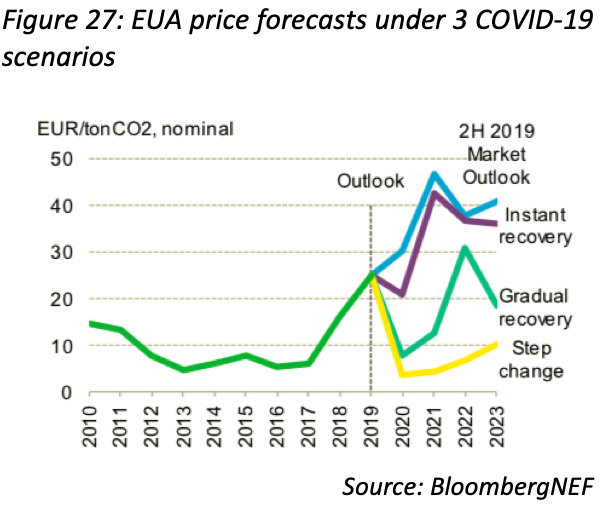 Figure 27: EUA price forecasts under 3 COVID-19
scenarios
EUR/tonCO2, nominal
2H 2019
Market
Outlook
Outlook
50
40
30
20
10
0
Instant
recovery
Gradual
recovery
Step
change
2010
2011
2012
2013
2014
2015
2016
2017
2018
2019
2020
2021
2022
2023
Source: BloombergNEF